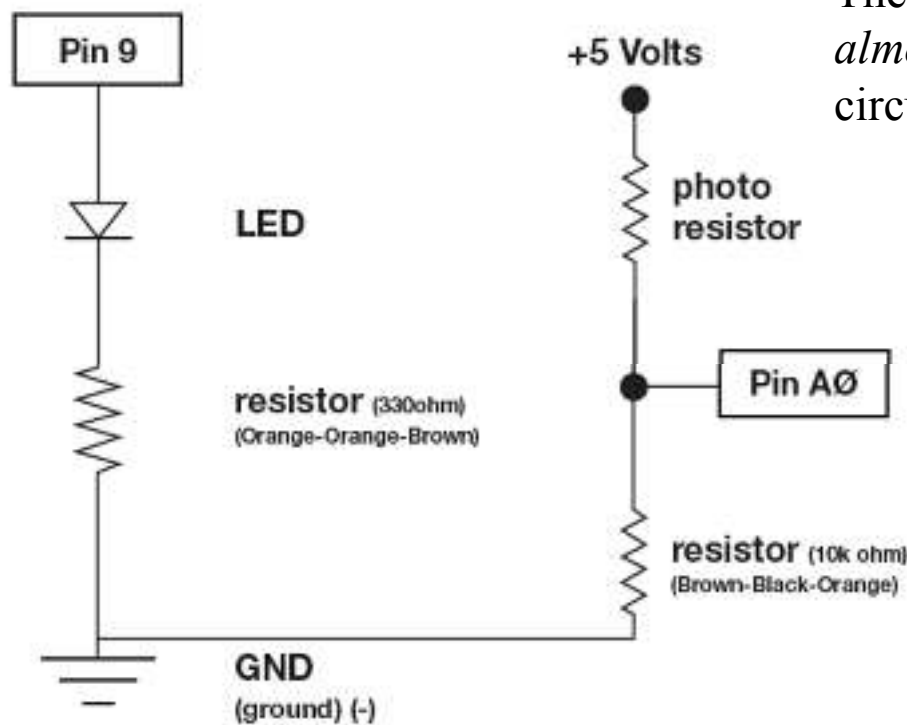 Pin 9
LED
resistor (330ohm)
(Orange-Orange-Brown)
GND
(ground) (-)
+5 Volts
photo
resistor
Pin AØ
resistor (10k ohm)
(Brown-Black-Orange)